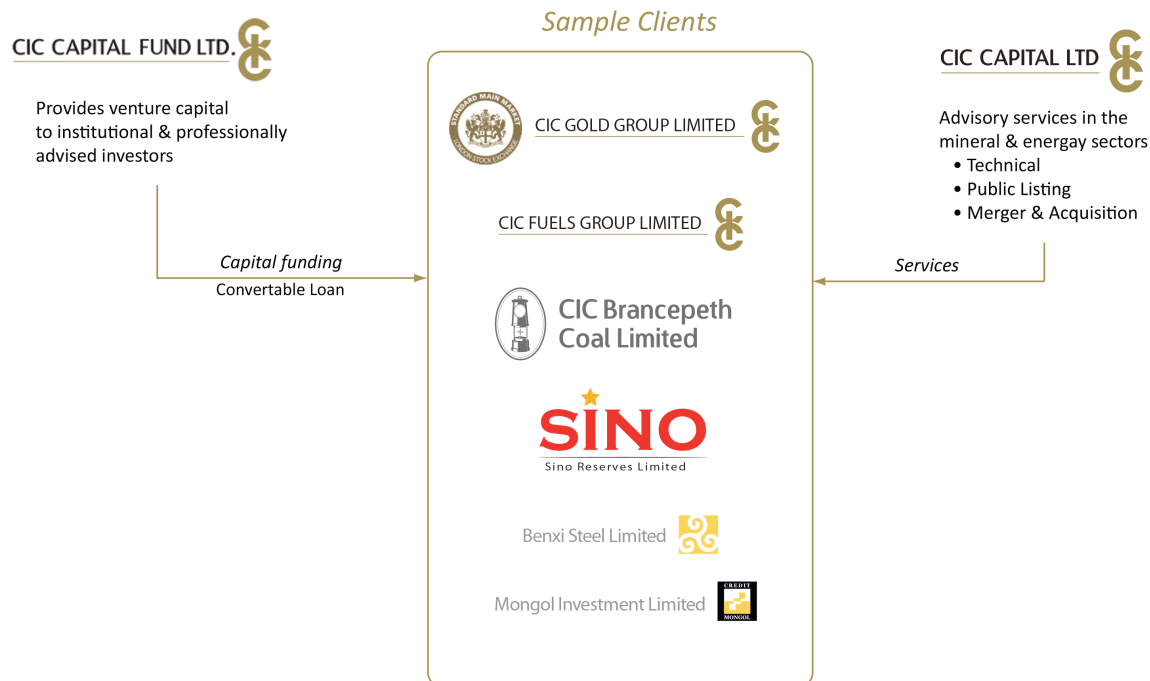 Sample Clients
CIC CAPITAL FUND LTD.
Provides venture capital
to institutional & professionally
advised investors
Capital funding
Convertable Loan
STANDARD MAIN MARKET
LONDON STOCK EXCHANGE
CIC GOLD GROUP LIMITED
CIC FUELS GROUP LIMITED
CIC Brancepeth
Coal Limited
SINO
Sino Reserves Limited
Benxi Steel Limited
Mongol Investment Limited
CREDIT
MONGOL
CIC CAPITAL LTD
Advisory services in the
mineral & energay sectors
• Technical
• Public Listing
• Merger & Acquisition
Services